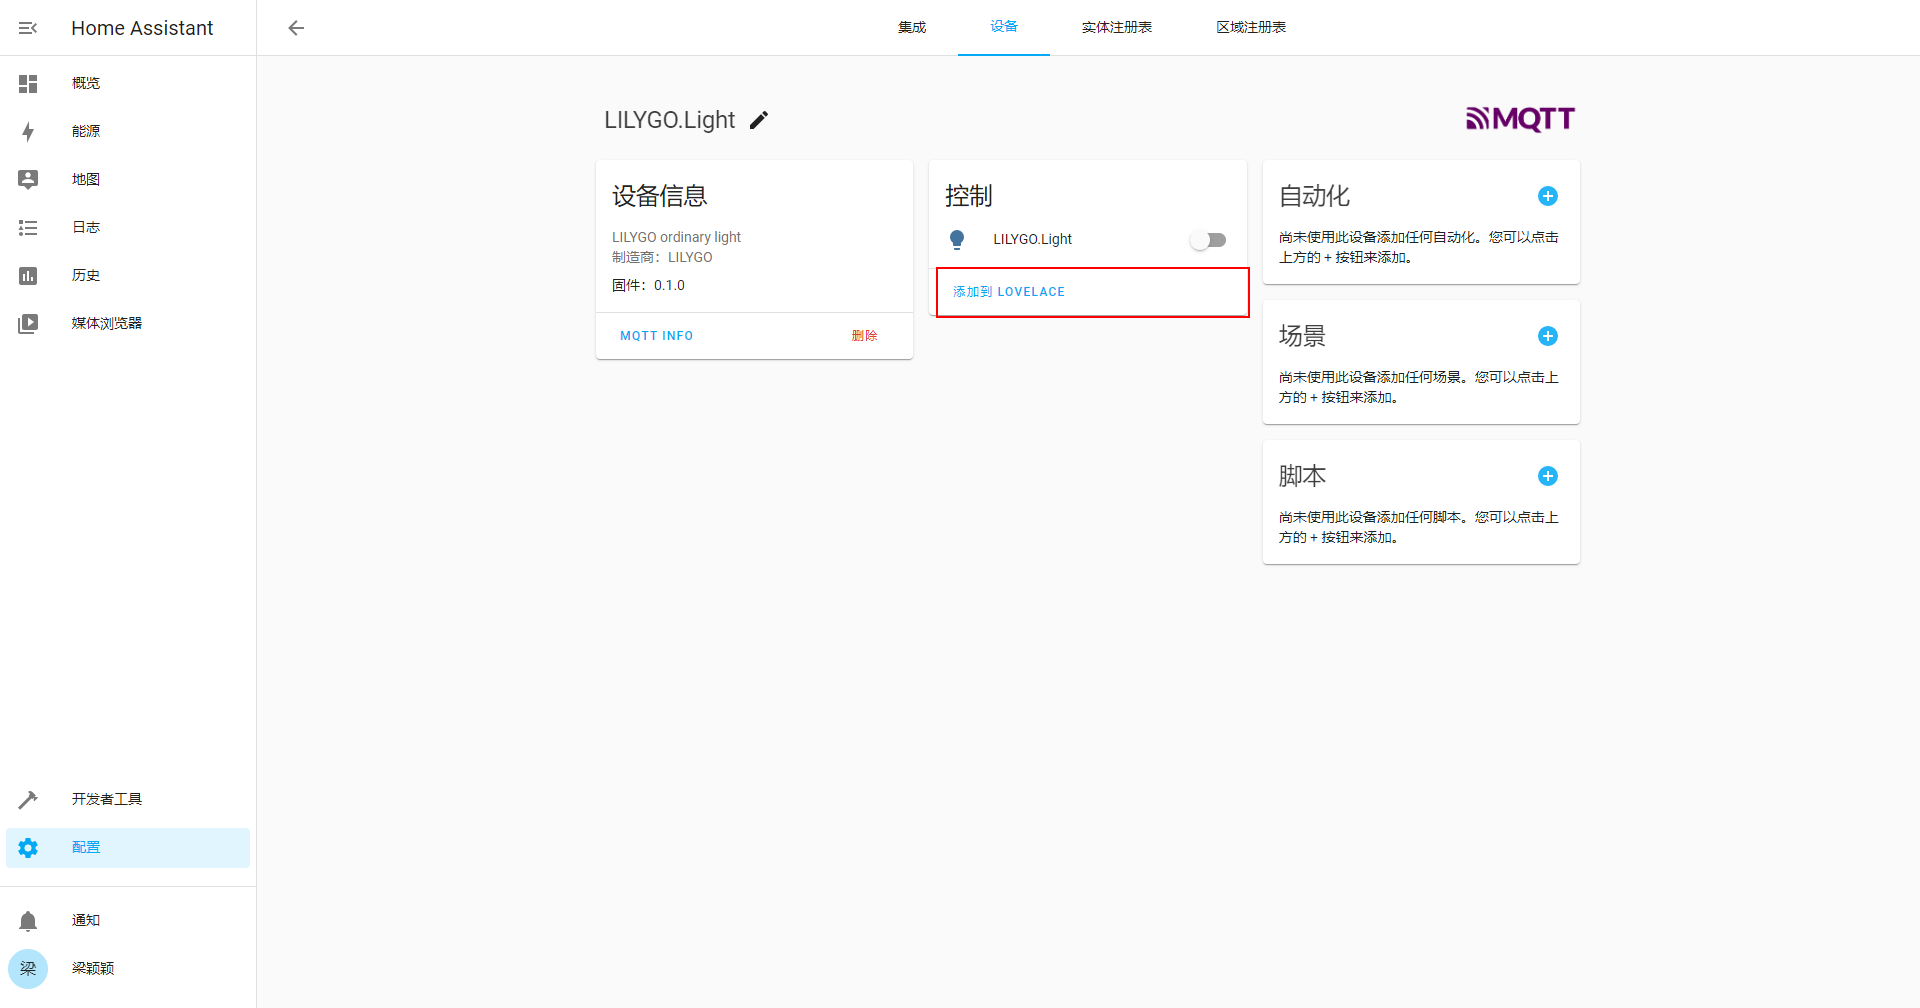 Home Assistant
集成
设备
实体注册表
区域注册表
概览
能源
地图
日志
历史
媒体浏览器
开发者工具
配置
通知
梁
梁颖颖
LILYGO.Light
MQTT
设备信息
LILYGO ordinary light
制造商：LILYGO
固件：0.1.0
MQTT INFO
删除
控制
LILYGO.Light
添加到 LOVELACE
自动化
尚未使用此设备添加任何自动化。您可以点击
上方的 + 按钮来添加。
场景
尚未使用此设备添加任何场景。您可以点击上
方的 + 按钮来添加。
脚本
尚未使用此设备添加任何脚本。您可以点击上
方的 + 按钮来添加。